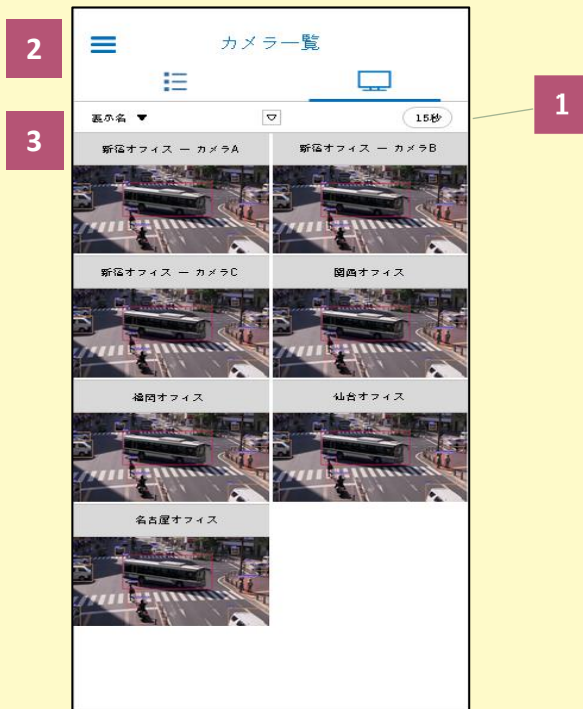 2
カメラ一覧
1
表示名 ▼
15秒
3
新宿オフィス ー カメラA
新宿オフィス ー カメラB
新宿オフィス ー カメラC
関西オフィス
福岡オフィス
仙台オフィス
名古屋オフィス